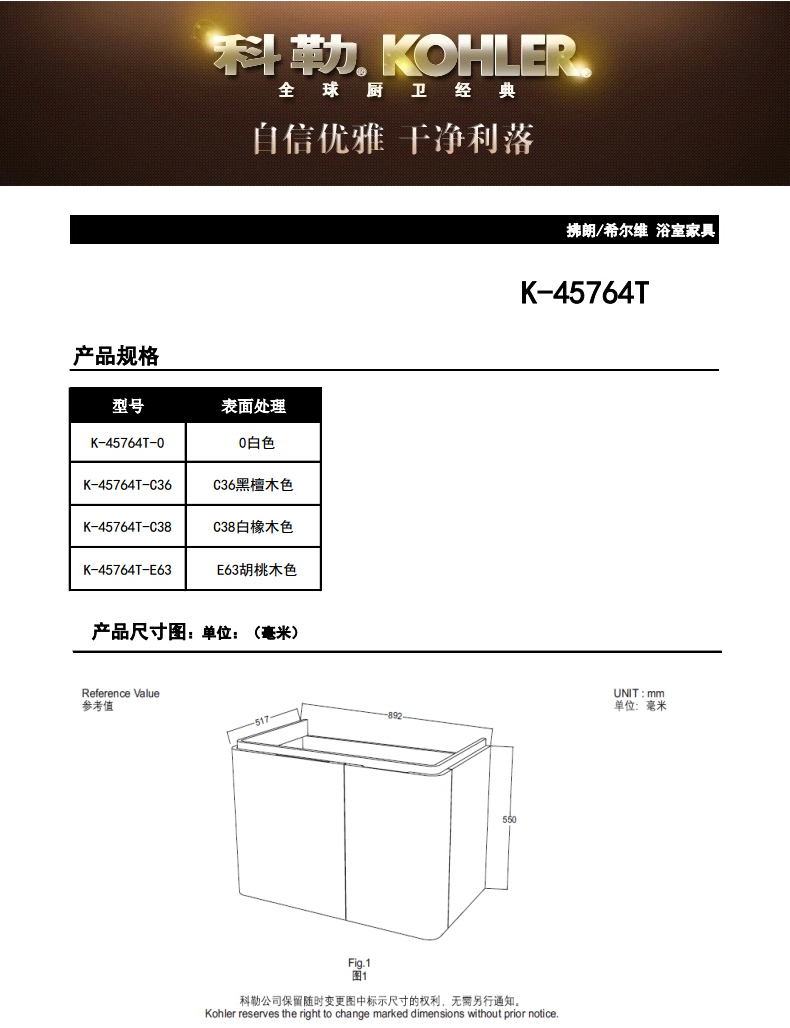 科勒® KOHLER®
全球厨卫经典
自信优雅 干净利落
拂朗/希尔维 浴室家具
K-45764T
产品规格
型号 表面处理
K-45764T-0 0白色
K-45764T-C36 C36黑檀木色
K-45764T-C38 C38白橡木色
K-45764T-E63 E63胡桃木色
产品尺寸图：单位：（毫米）
Reference Value UNIT : mm
参考值 单位：毫米
517
892
550
Fig.1
图1
科勒公司保留随时变更图中标示尺寸的权利，无需另行通知。
Kohler reserves the right to change marked dimensions without prior notice.